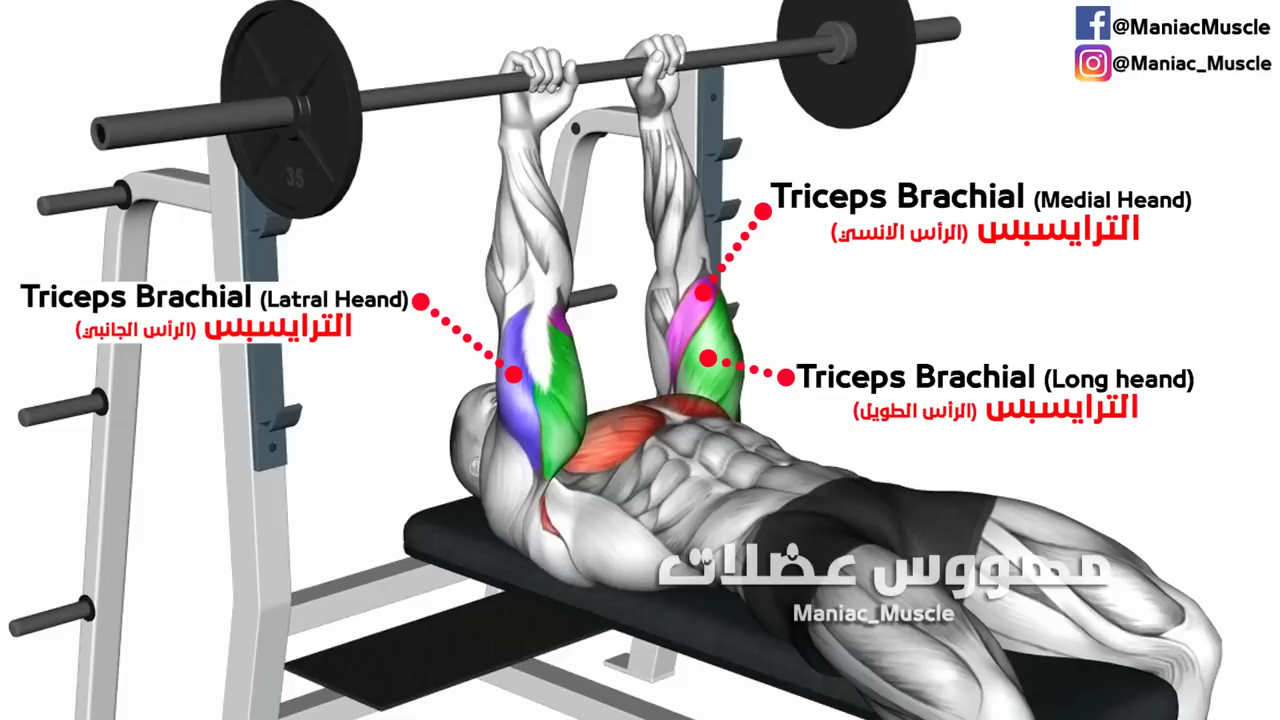 @ManiacMuscle
@Maniac_Muscle
35
Triceps Brachial (Medial Heand)
الترايسبس (الرأس الانسي)
Triceps Brachial (Latral Heand)
الترايسبس (الرأس الجانبي)
Triceps Brachial (Long heand)
الترايسبس (الرأس الطويل)
مهووس عضلات
Maniac_Muscle